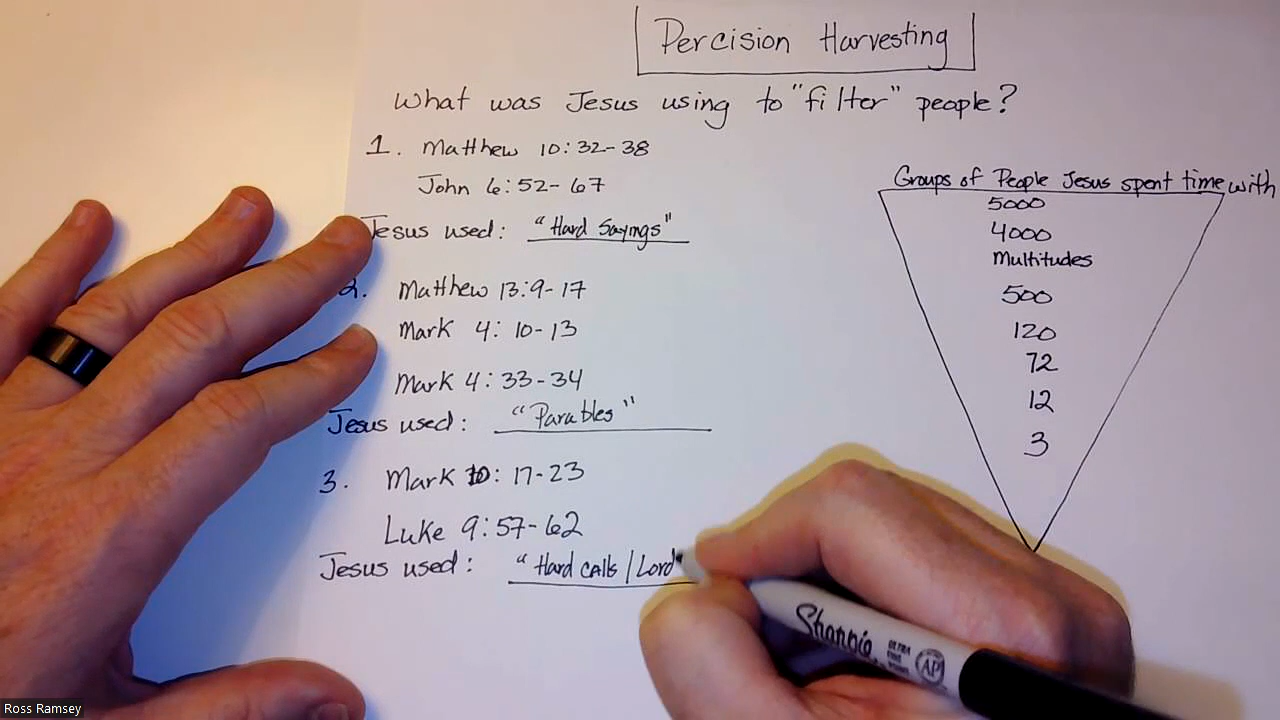 Percision Harvesting
What was Jesus using to "filter" people?
1. Matthew 10:32-38
John 6:52-67
Jesus used: "Hard Sayings"
2. Matthew 13:9-17
Mark 4:10-13
Mark 4:33-34
Jesus used: "Parables"
3. Mark 10:17-23
Luke 9:57-62
Jesus used: "Hard calls / Lord
Groups of People Jesus spent time with
5000
4000
Multitudes
500
120
72
12
3
Sharpie
AP
Ross Ramsey